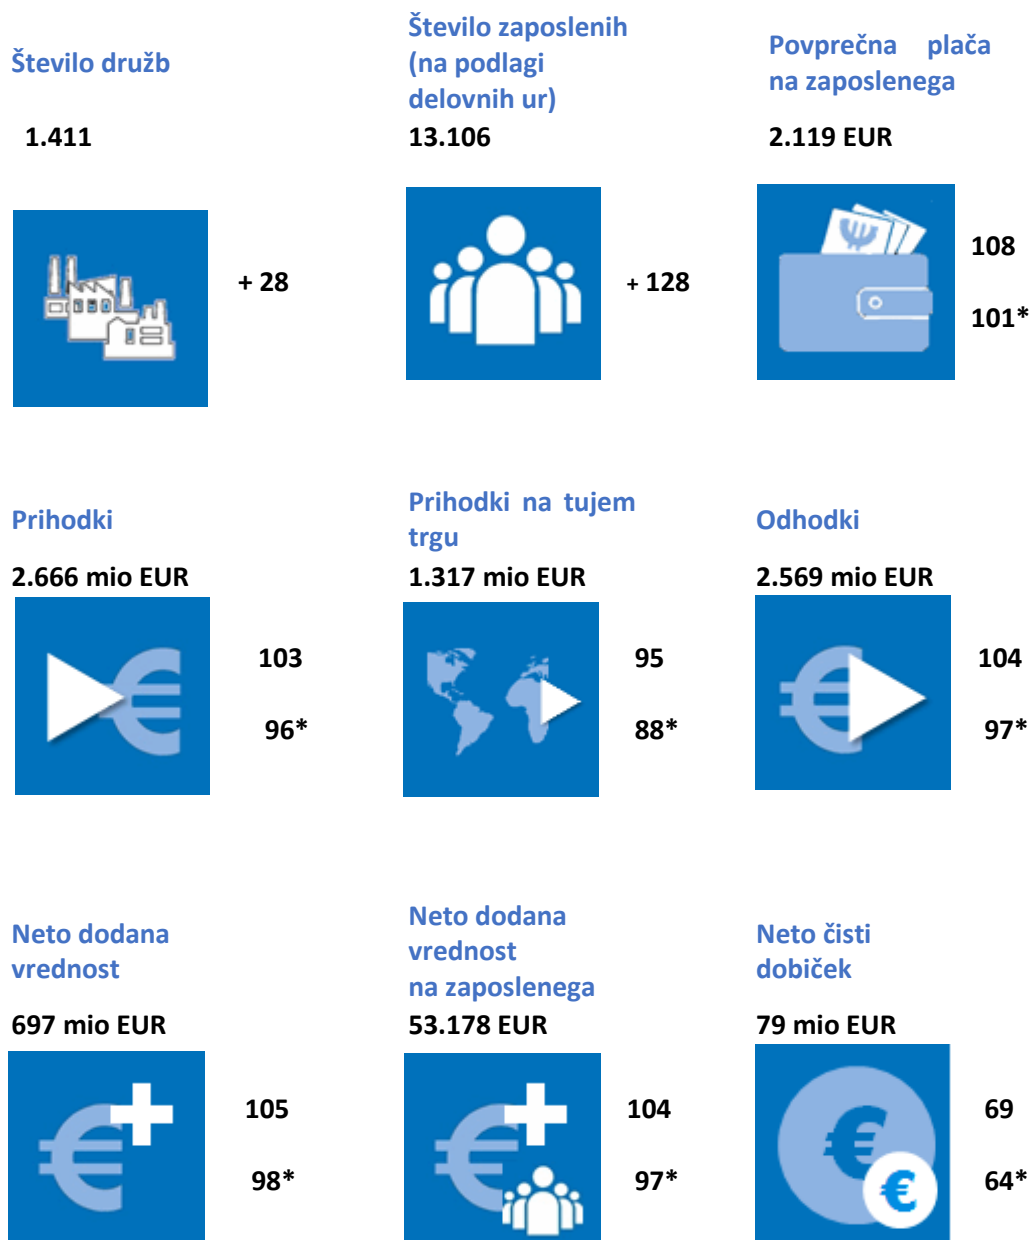 Število družb
1.411
+ 28
Število zaposlenih
(na podlagi
delovnih ur)
13.106
+ 128
Povprečna plača
na zaposlenega
2.119 EUR
108
101*
Prihodki
2.666 mio EUR
€
103
96*
Prihodki na tujem
trgu
1.317 mio EUR
95
88*
Odhodki
2.569 mio EUR
€
104
97*
Neto dodana
vrednost
697 mio EUR
€
105
98*
Neto dodana
vrednost
na zaposlenega
53.178 EUR
€
104
97*
Neto čisti
dobiček
79 mio EUR
€
€
69
64*